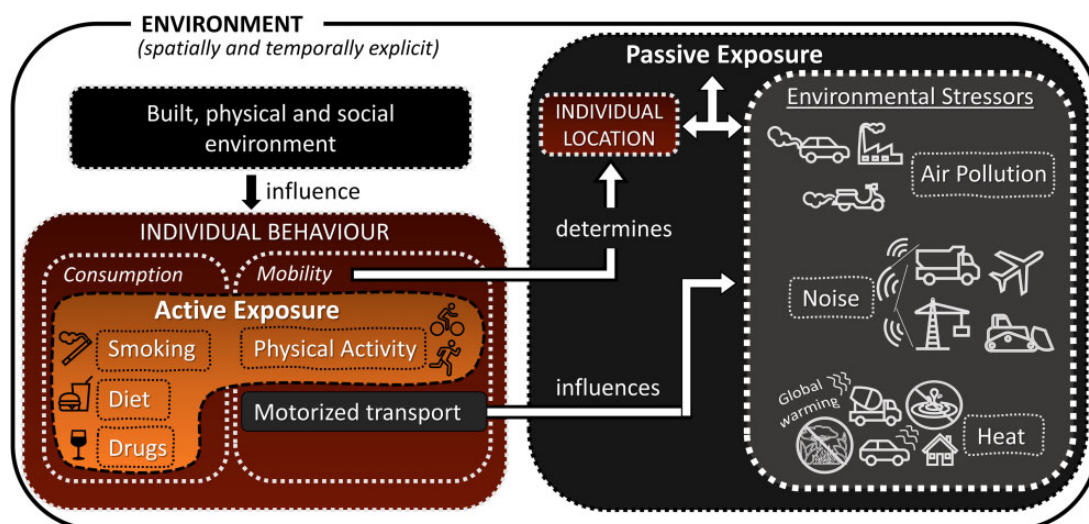 ENVIRONMENT
(spatially and temporally explicit)
Built, physical and social
environment
influence
INDIVIDUAL BEHAVIOUR
Consumption
Mobility
Active Exposure
Smoking
Physical Activity
Diet
Motorized transport
Drugs
Passive Exposure
INDIVIDUAL
LOCATION
determines
influences
Environmental Stressors
Air Pollution
Noise
Global
warming
Heat